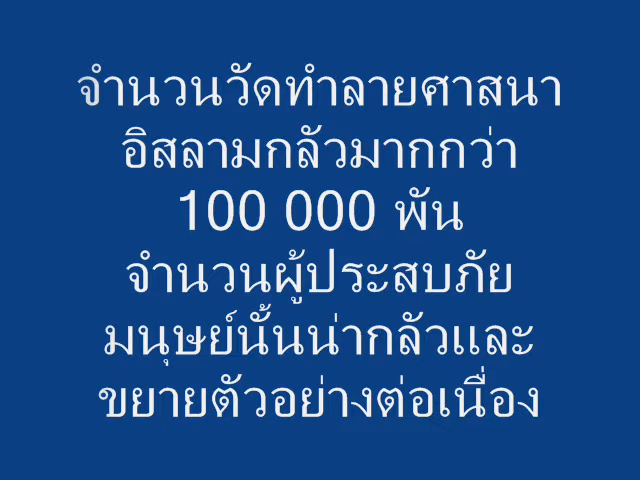 จำนวนวัดทำลายศาสนา
อิสลามกลัวมากกว่า
100 000 พัน
จำนวนผู้ประสบภัย
มนุษย์นั้นน่ากลัวและ
ขยายตัวอย่างต่อเนื่อง